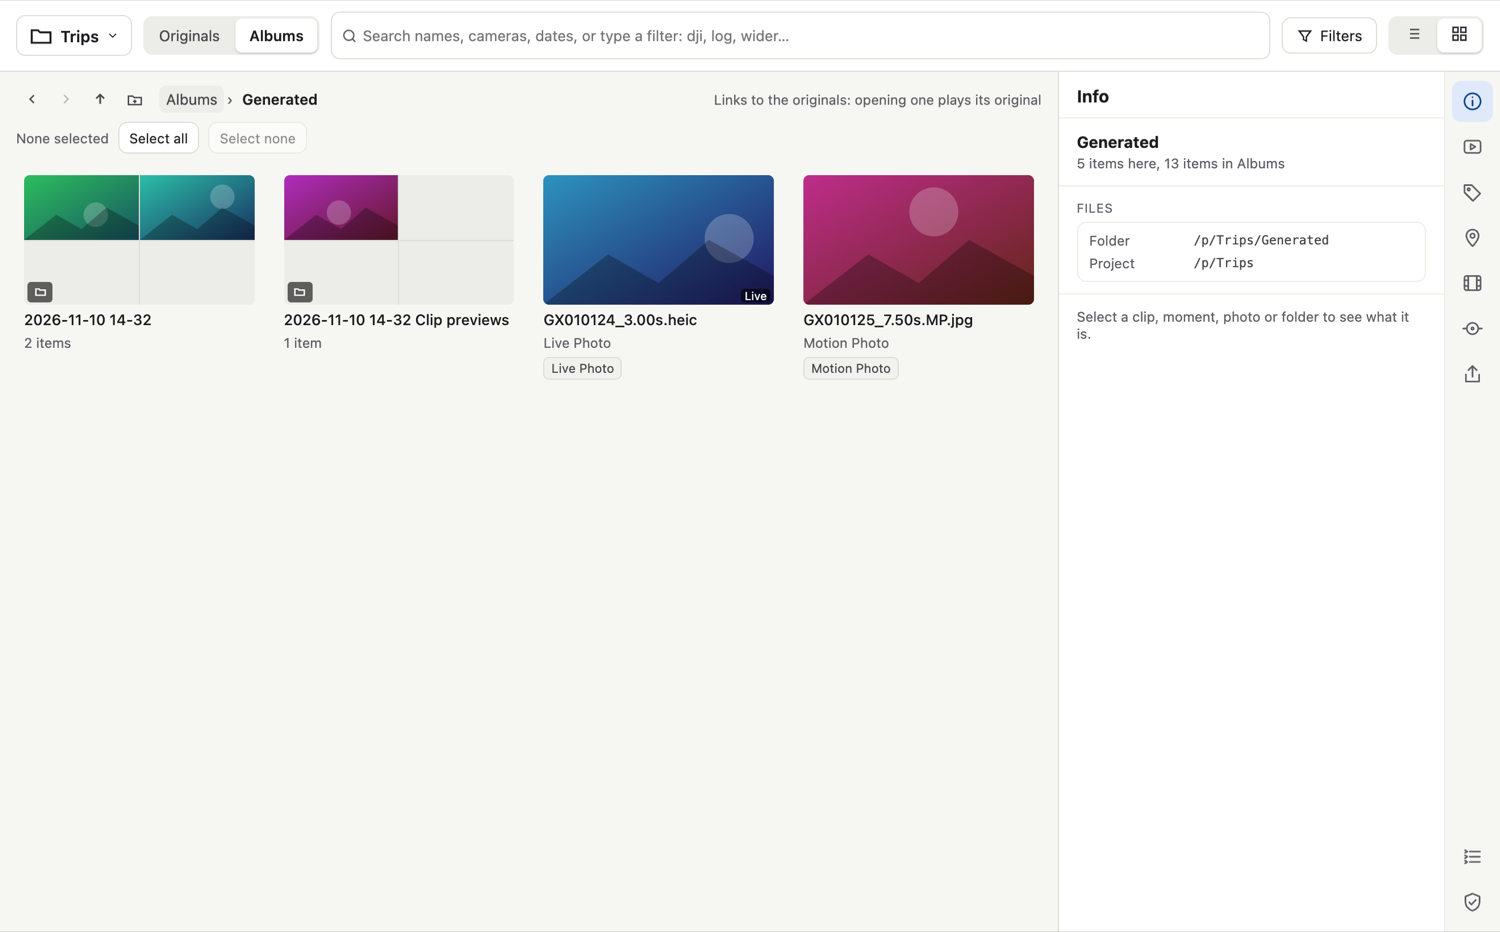 Trips
Originals
Albums
Search names, cameras, dates, or type a filter: dji, log, wider...
Filters
Albums › Generated
Links to the originals: opening one plays its original
None selected
Select all
Select none
2026-11-10 14-32
2 items
2026-11-10 14-32 Clip previews
1 item
Live
GX010124_3.00s.heic
Live Photo
Live Photo
GX010125_7.50s.MP.jpg
Motion Photo
Motion Photo
Info
Generated
5 items here, 13 items in Albums
FILES
Folder /p/Trips/Generated
Project /p/Trips
Select a clip, moment, photo or folder to see what it
is.